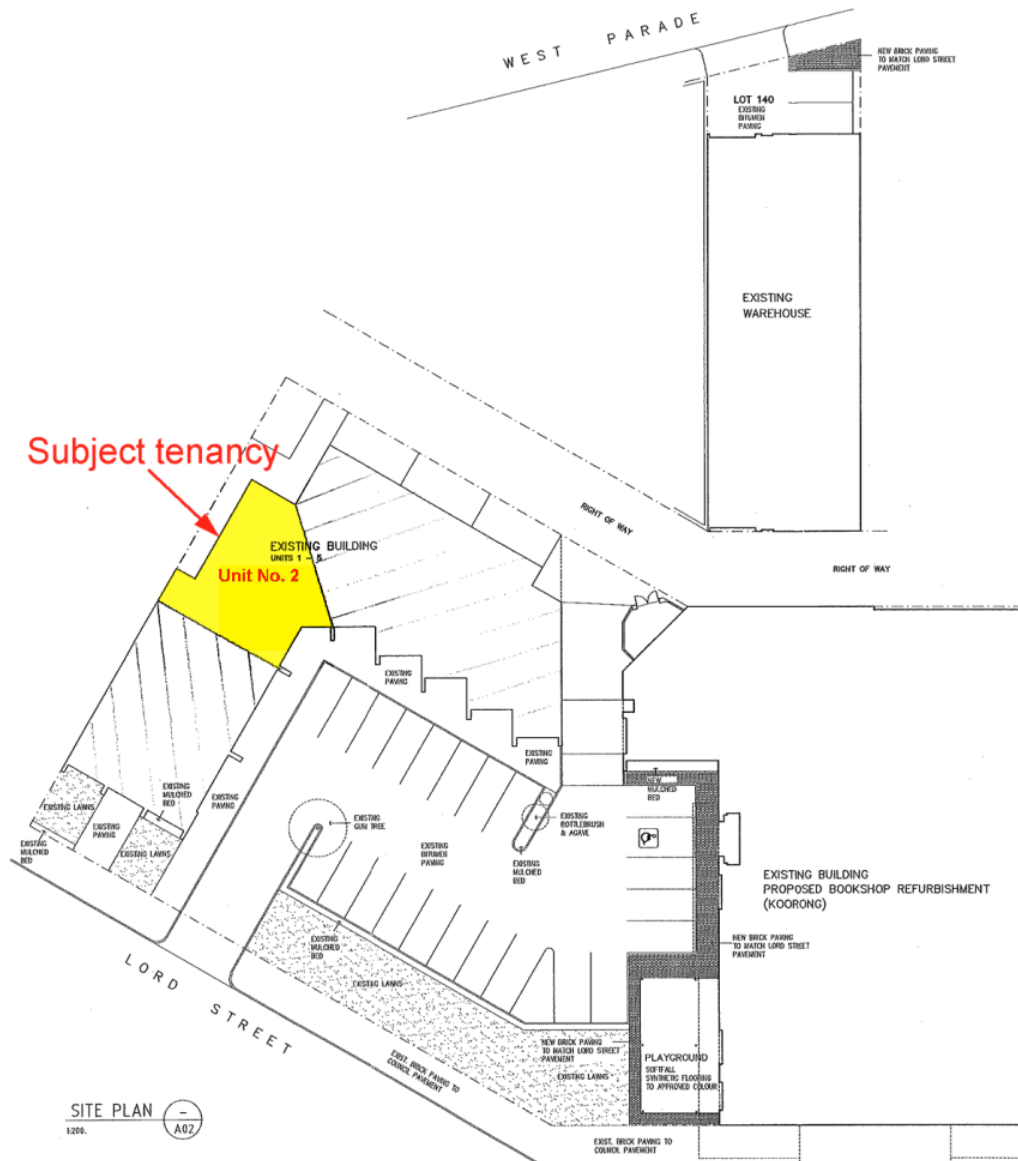 WEST PARADE
NEW BRICK PAVING
TO MATCH LORD STREET
PAVEMENT
LOT 140
EXISTING
BITUMEN
PAVING
EXISTING
WAREHOUSE
Subject tenancy
RIGHT OF WAY
EXISTING BUILDING
UNITS 1 - 5
Unit No. 2
RIGHT OF WAY
EXISTING
PAVING
EXISTING
PAVING
NEW
MULCHED
BED
EXISTING
MULCHED
BED
EXISTING LAWNS
EXISTING
PAVING
EXISTING
PAVING
EXISTING LAWNS
EXISTING
MULCHED
BED
EXISTING
GUM TREE
EXISTING
BOTTLEBRUSH
& AGAVE
EXISTING
BITUMEN
PAVING
EXISTING
MULCHED
BED
EXISTING BUILDING
PROPOSED BOOKSHOP REFURBISHMENT
(KOORONG)
NEW BRICK PAVING
TO MATCH LORD STREET
PAVEMENT
EXISTING
MULCHED
BED
EXISTING LAWNS
LORD STREET
NEW BRICK PAVING
TO MATCH LORD STREET
PAVEMENT
EXISTING LAWNS
PLAYGROUND
SOFTFALL
SYNTHETIC FLOORING
TO APPROVED COLOUR
EXIST. BRICK PAVING TO
COUNCIL PAVEMENT
SITE PLAN
1:200.
-
A02
EXIST. BRICK PAVING TO
COUNCIL PAVEMENT